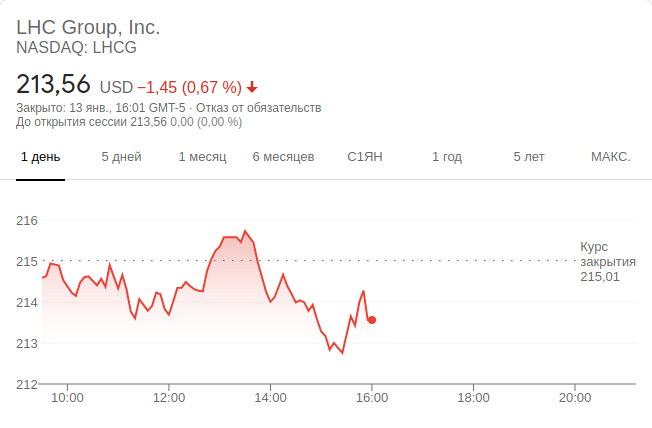 LHC Group, Inc.
NASDAQ: LHCG
213,56 USD −1,45 (0,67 %)
Закрыто: 13 янв., 16:01 GMT-5 · Отказ от обязательств
До открытия сессии 213,56 0,00 (0,00 %)
1 день 5 дней 1 месяц 6 месяцев С1ЯН 1 год 5 лет МАКС.
216
Курс
215 закрытия
215,01
214
213
212
10:00 12:00 14:00 16:00 18:00 20:00